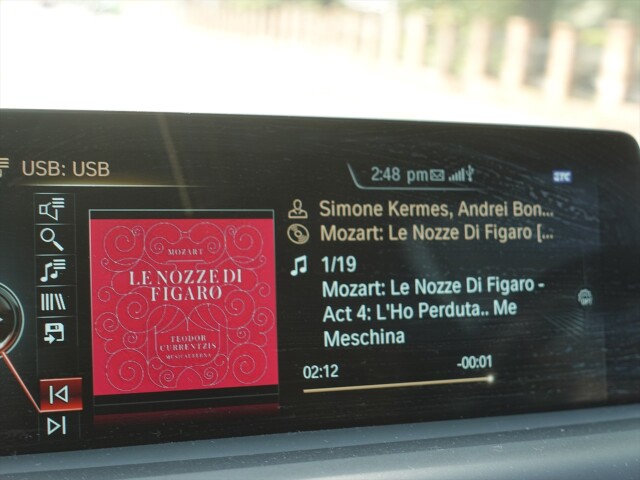 USB: USB
2:48 pm
Simone Kermes, Andrei Bon...
Mozart: Le Nozze Di Figaro [...
1/19
Mozart: Le Nozze Di Figaro -
Act 4: L'Ho Perduta.. Me
Meschina
02:12
-00:01
MOZART
LE NOZZE DI
FIGARO
TEODOR
CURRENTZIS
MUSICAETERNA